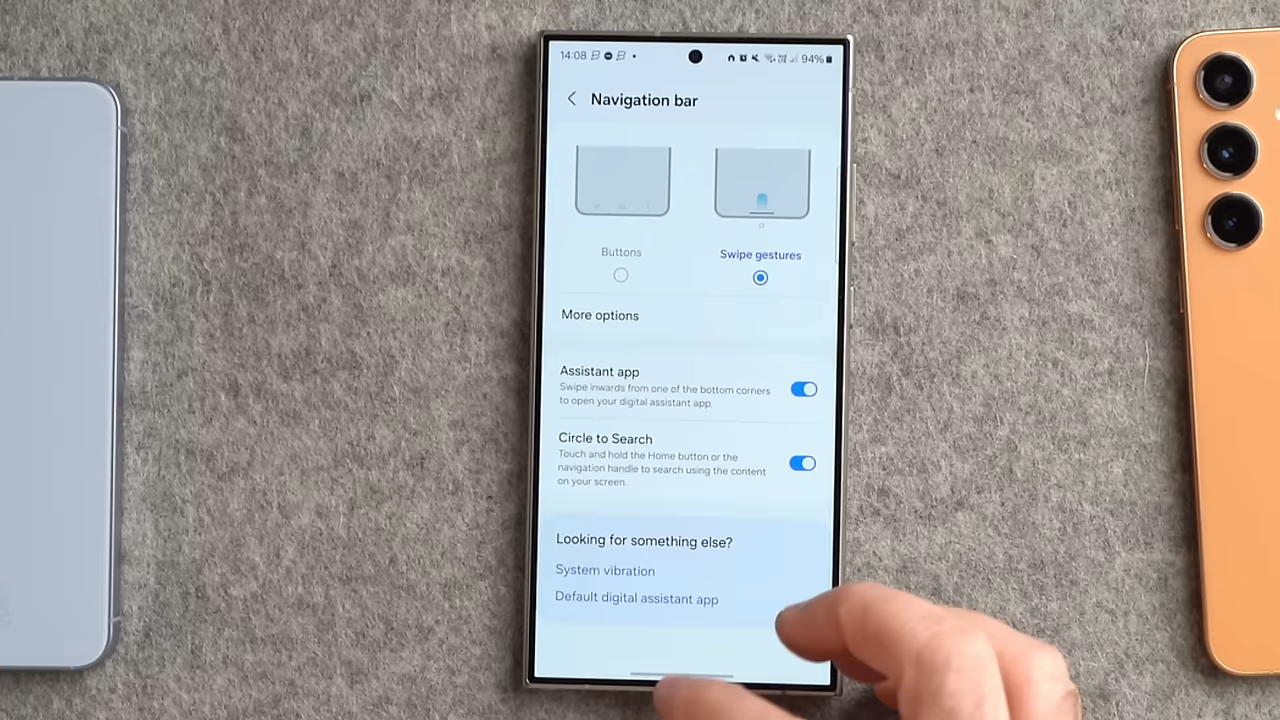 14:08
94%
Navigation bar
Buttons
Swipe gestures
More options
Assistant app
Swipe inwards from one of the bottom corners
to open your digital assistant app.
Circle to Search
Touch and hold the Home button or the
navigation handle to search using the content
on your screen.
Looking for something else?
System vibration
Default digital assistant app